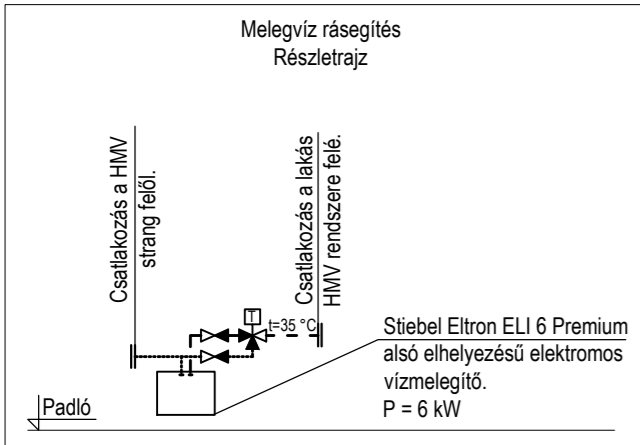 Melegvíz rásegítés
Részletrajz
Csatlakozás a HMV
strang felől.
Csatlakozás a lakás
HMV rendszere felé.
T
t=35 °C
Stiebel Eltron ELI 6 Premium
alsó elhelyezésű elektromos
vízmelegítő.
P = 6 kW
Padló